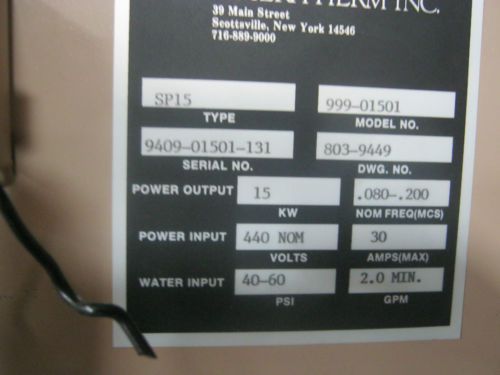 THERM INC.
39 Main Street
Scottsville, New York 14546
716-889-9000
SP15 999-01501
TYPE MODEL NO.
9409-01501-131 803-9449
SERIAL NO. DWG. NO.
POWER OUTPUT 15 .080-.200
KW NOM FREQ(MCS)
POWER INPUT 440 NOM 30
VOLTS AMPS(MAX)
WATER INPUT 40-60 2.0 MIN.
PSI GPM